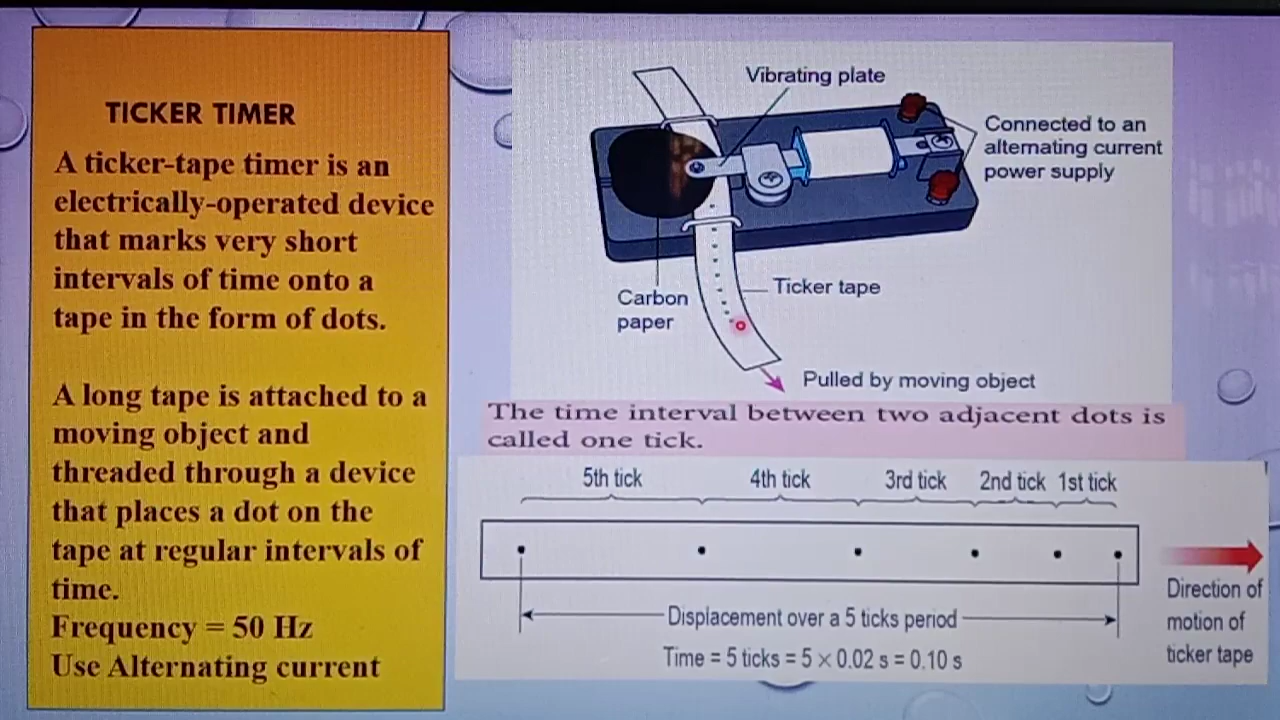 TICKER TIMER
A ticker-tape timer is an
electrically-operated device
that marks very short
intervals of time onto a
tape in the form of dots.
A long tape is attached to a
moving object and
threaded through a device
that places a dot on the
tape at regular intervals of
time.
Frequency = 50 Hz
Use Alternating current
Vibrating plate
Connected to an
alternating current
power supply
Carbon
paper
Ticker tape
Pulled by moving object
The time interval between two adjacent dots is
called one tick.
5th tick 4th tick 3rd tick 2nd tick 1st tick
Displacement over a 5 ticks period
Time = 5 ticks = 5 × 0.02 s = 0.10 s
Direction of
motion of
ticker tape